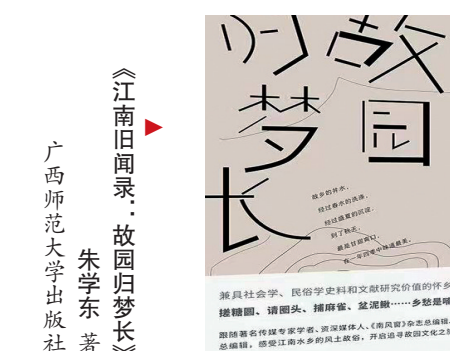 《江南旧闻录：故园归梦长》
朱学东 著
广西师范大学出版社
故园
归
梦
长
故乡的井水，
经过春水的洗涤，
经过盛夏的沉淀，
到了秋冬，
最是甘甜爽口，
在一年四季中味道最美。
兼具社会学、民俗学史料和文献研究价值的怀乡
搓糖圆、请圈头、捕麻雀、坌泥鳅……乡愁是喃
跟随著名传媒专家学者、资深媒体人、《南风窗》杂志总编辑、
总编辑，感受江南水乡的风土故俗，开启追寻故园文化之旅